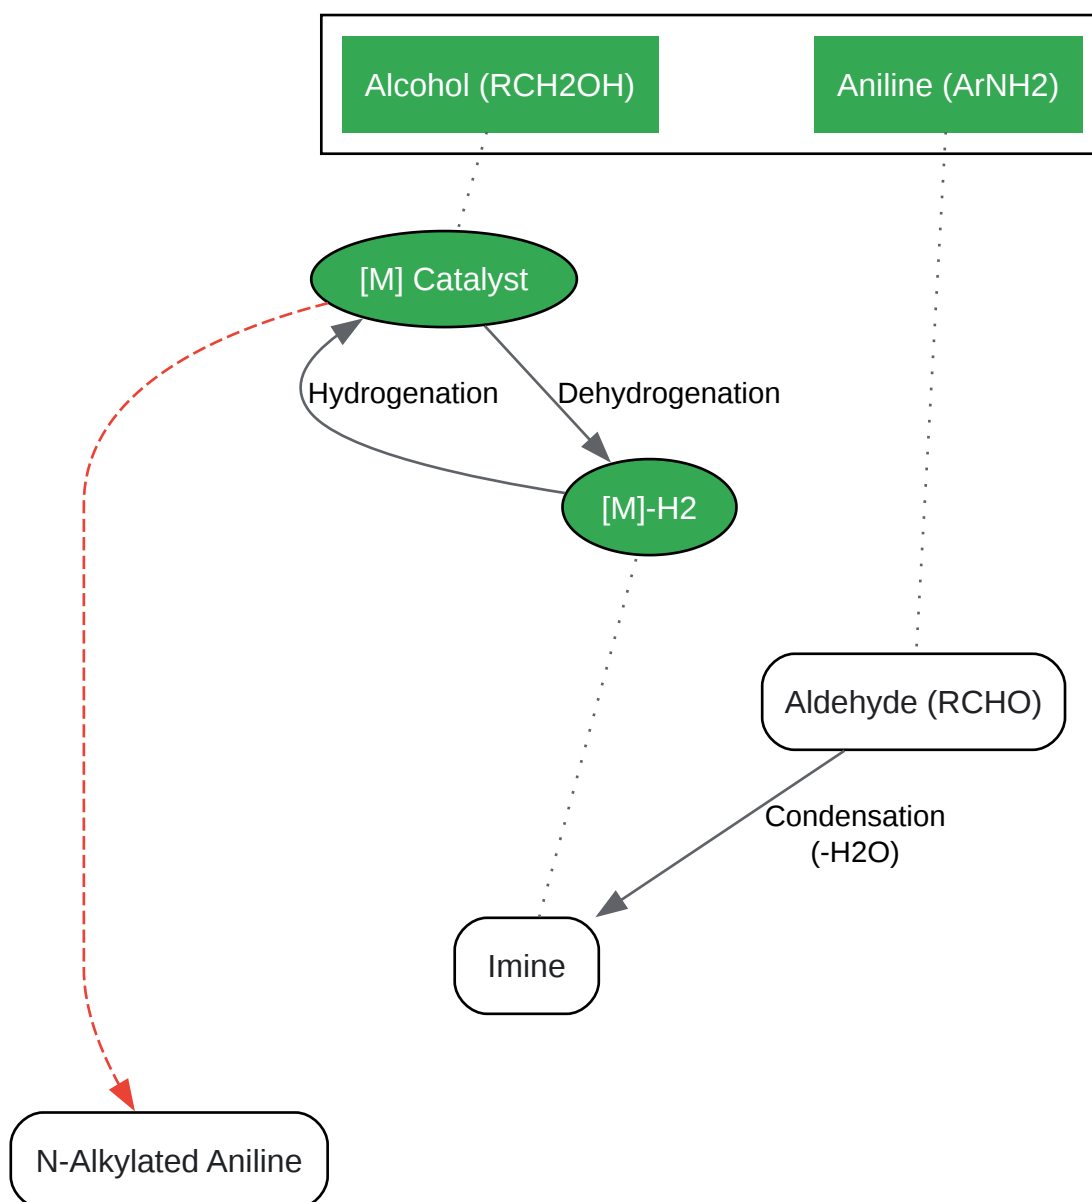 Alcohol (RCH2OH)
Aniline (ArNH2)
[M] Catalyst
Hydrogenation
Dehydrogenation
[M]-H2
Aldehyde (RCHO)
Condensation
(-H2O)
Imine
N-Alkylated Aniline